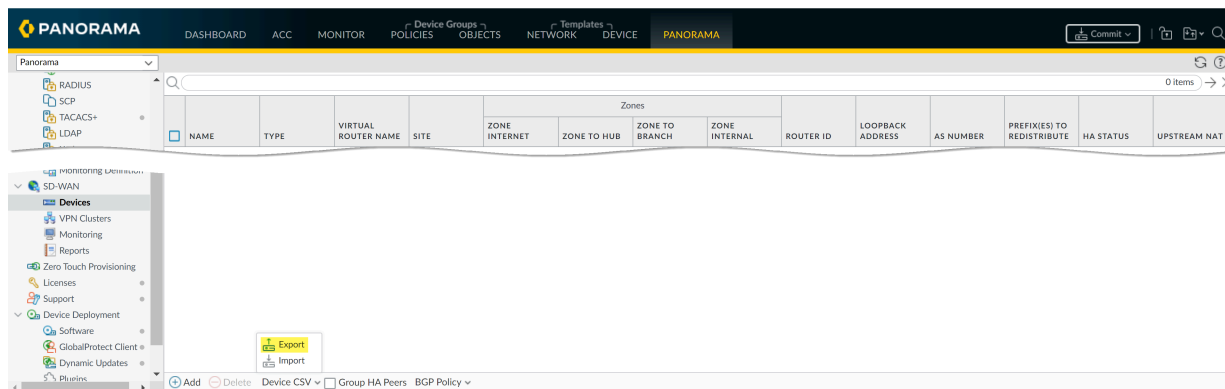 PANORAMA
DASHBOARD ACC MONITOR Device Groups POLICIES OBJECTS Templates NETWORK DEVICE PANORAMA Commit
Panorama
RADIUS
SCP
TACACS+
LDAP
0 items
Zones
NAME TYPE VIRTUAL ROUTER NAME SITE ZONE INTERNET ZONE TO HUB ZONE TO BRANCH ZONE INTERNAL ROUTER ID LOOPBACK ADDRESS AS NUMBER PREFIX(ES) TO REDISTRIBUTE HA STATUS UPSTREAM NAT
Monitoring Definition
SD-WAN
Devices
VPN Clusters
Monitoring
Reports
Zero Touch Provisioning
Licenses
Support
Device Deployment
Software
GlobalProtect Client
Dynamic Updates
Plugins
Export
Import
Add Delete Device CSV Group HA Peers BGP Policy